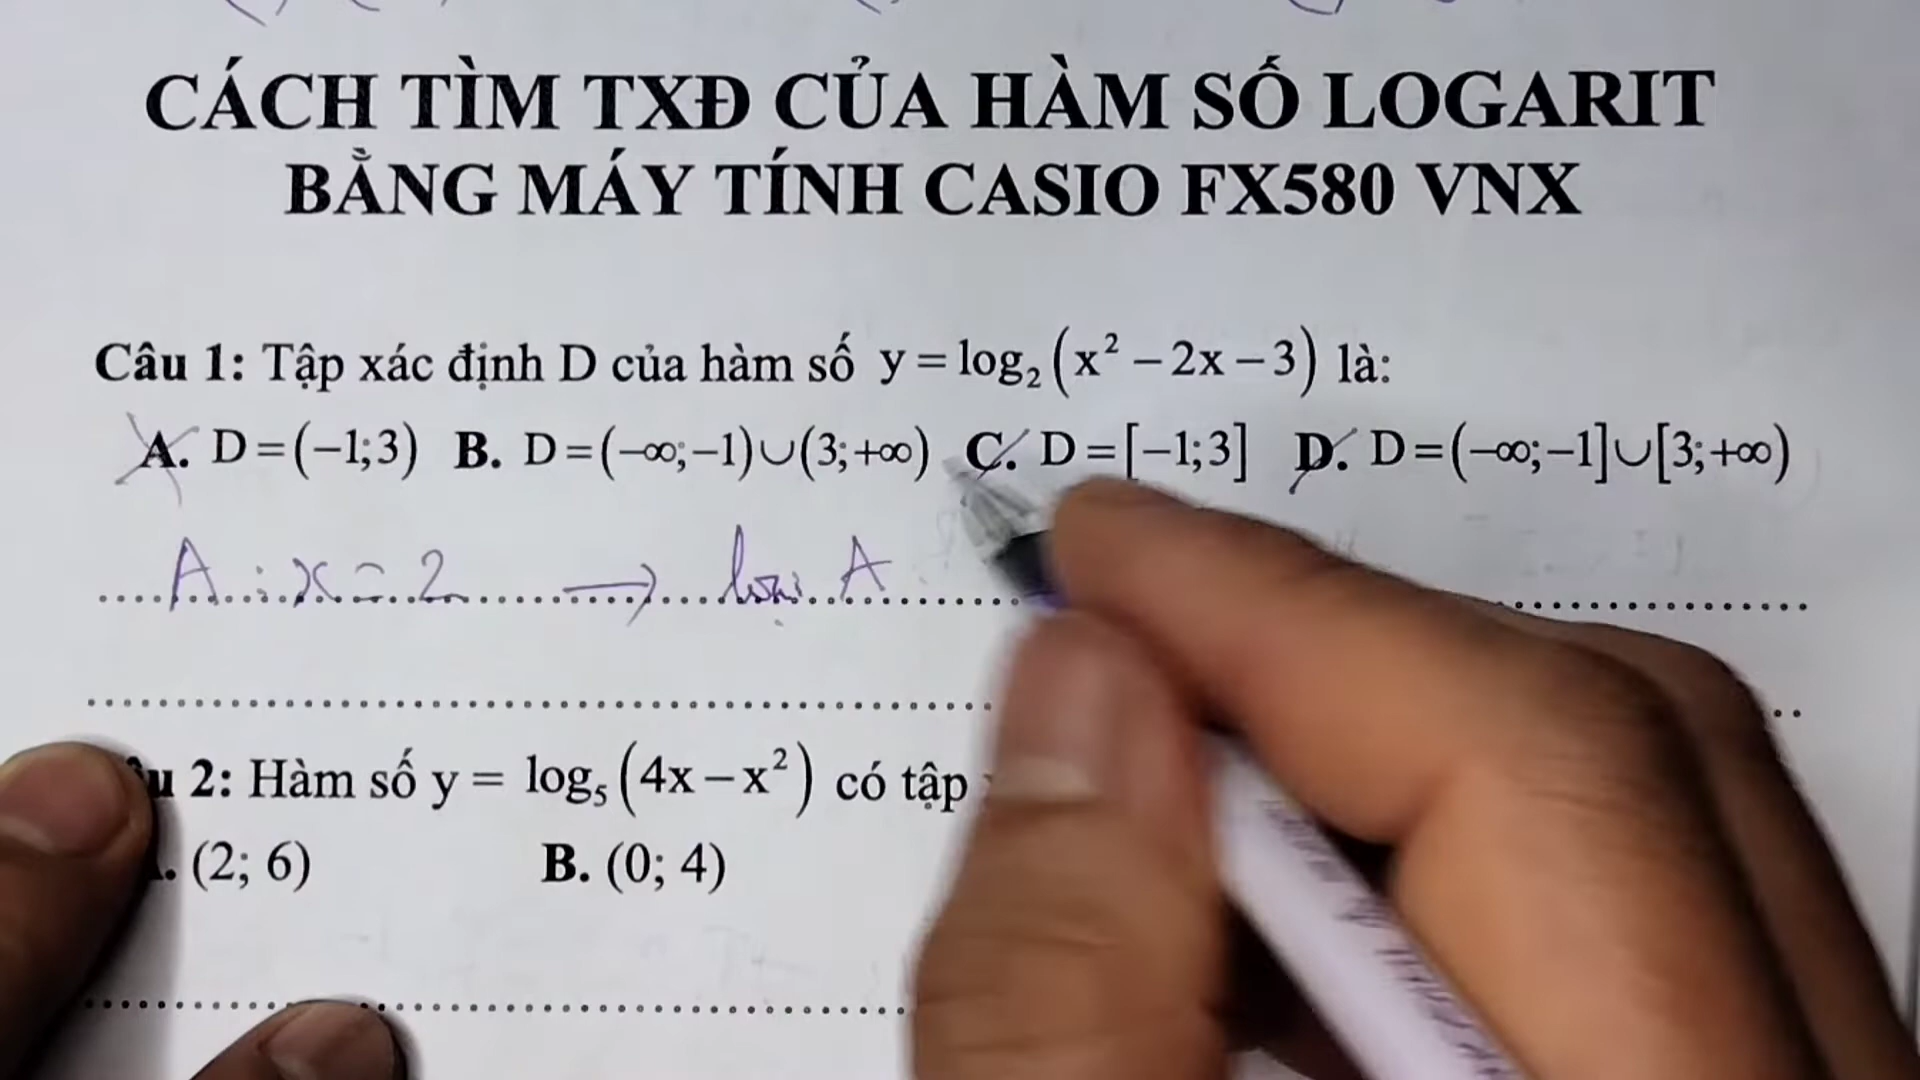 CÁCH TÌM TXĐ CỦA HÀM SỐ LOGARIT
BẰNG MÁY TÍNH CASIO FX580 VNX
Câu 1: Tập xác định D của hàm số y = log₂(x² − 2x − 3) là:
A. D = (−1;3) B. D = (−∞;−1)∪(3;+∞) C. D = [−1;3] D. D = (−∞;−1]∪[3;+∞)
A : x = 2 → loại A
u 2: Hàm số y = log₅(4x − x²) có tập
. (2; 6) B. (0; 4)